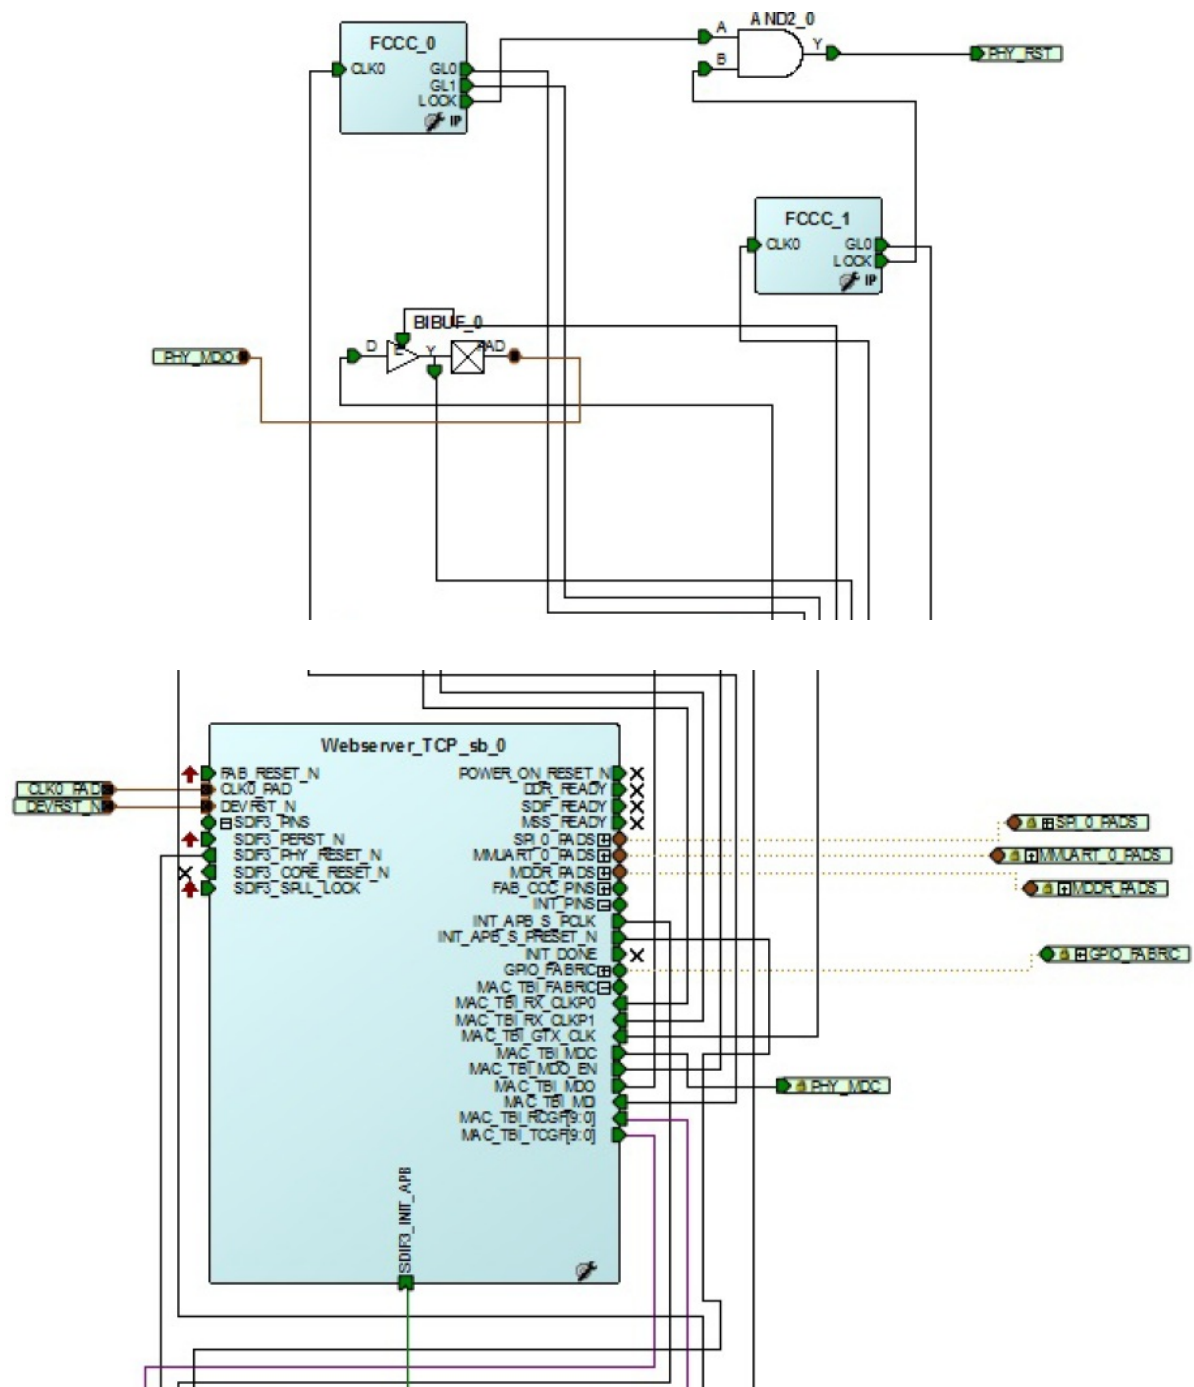 AND2_0
A
Y
B
PHY_RST
FCCC_0
CLK0
GL0
GL1
LOCK
IP
FCCC_1
CLK0
GL0
LOCK
IP
BIBUF_0
PHY_MDO
D
E
Y
PAD
Webserver_TCP_sb_0
FAB_RESET_N
POWER_ON_RESET_N
CLK0_PAD
CLK0_PAD
DDR_READY
DEVRST_N
DEVRST_N
SDIF_READY
SDIF3_PINS
MSS_READY
SDIF3_PERST_N
SPI_0_PADS
SPI_0_PADS
SDIF3_PHY_RESET_N
MMUART_0_PADS
MMUART_0_PADS
SDIF3_CORE_RESET_N
MDDR_PADS
SDIF3_SPLL_LOCK
FAB_CCC_PINS
MDDR_PADS
INT_PINS
INT_APB_S_PCLK
INT_APB_S_PRESET_N
INIT_DONE
GPIO_FABRIC
GPIO_FABRIC
MAC_TBI_FABRIC
MAC_TBI_RX_CLKP0
MAC_TBI_RX_CLKP1
MAC_TBI_GTX_CLK
MAC_TBI_MDC
MAC_TBI_MDO_EN
MAC_TBI_MDO
PHY_MDC
MAC_TBI_MDI
MAC_TBI_RCGF[9:0]
MAC_TBI_TCGF[9:0]
SDIF3_INIT_APB